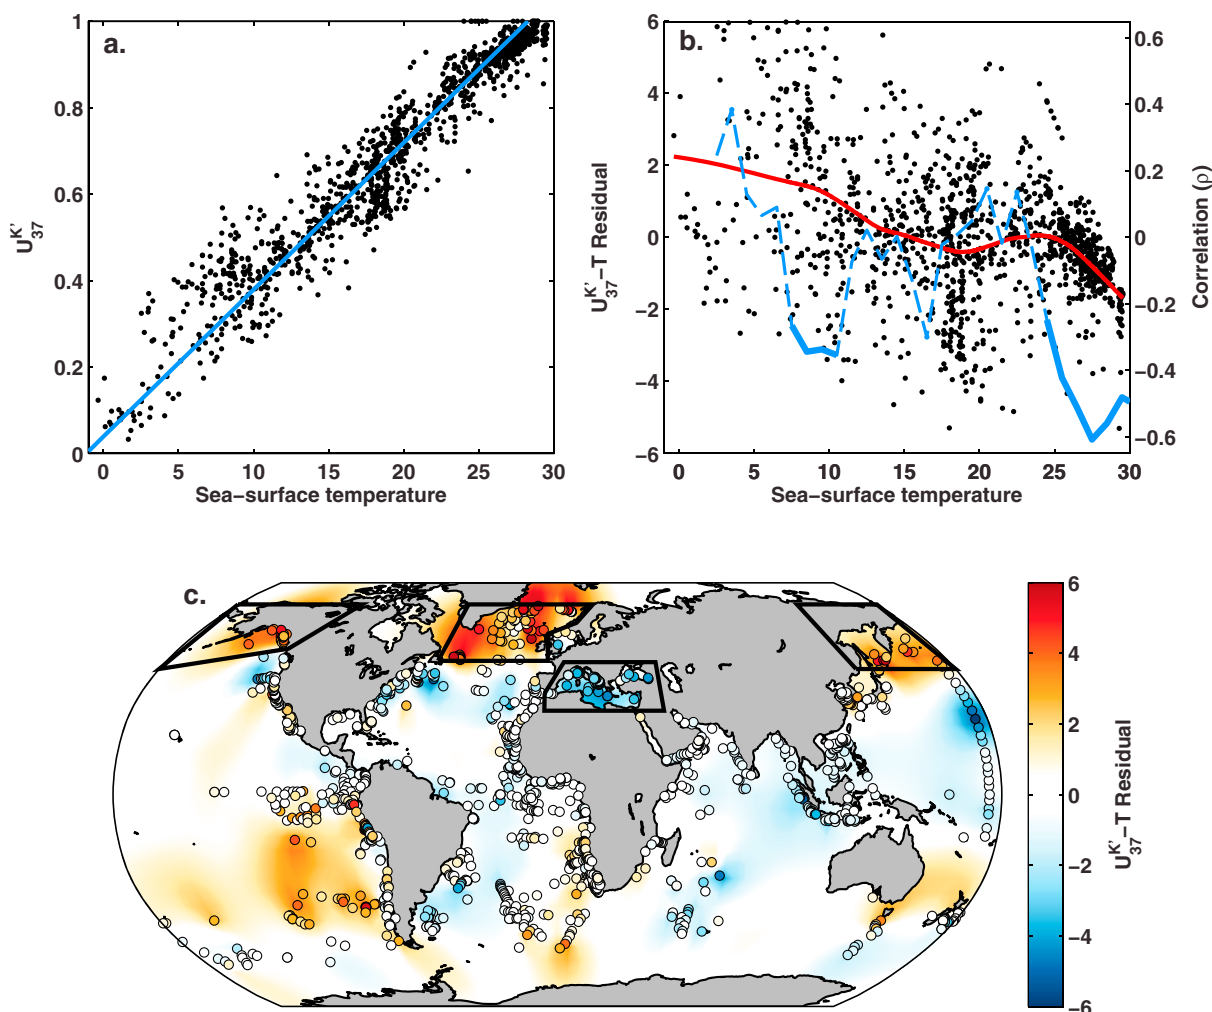 a.
1
0.8
0.6
0.4
0.2
0
U37K′
0 5 10 15 20 25 30
Sea−surface temperature
b.
6
4
2
0
−2
−4
−6
U37K′−T Residual
0.6
0.4
0.2
0
−0.2
−0.4
−0.6
Correlation (ρ)
0 5 10 15 20 25 30
Sea−surface temperature
c.
6
4
2
0
−2
−4
−6
U37K′−T Residual